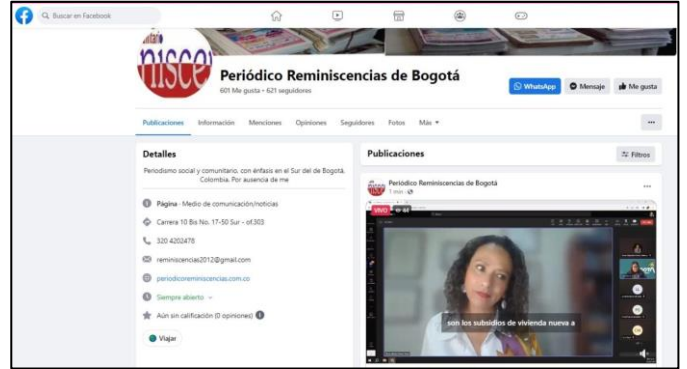 Buscar en Facebook
nisce
Periódico Reminiscencias de Bogotá
601 Me gusta • 621 seguidores
WhatsApp
Mensaje
Me gusta
Publicaciones Información Menciones Opiniones Seguidores Fotos Más
Detalles
Periodismo social y comunitario, con énfasis en el Sur del de Bogotá,
Colombia. Por ausencia de me
Página · Medio de comunicación/noticias
Carrera 10 Bis No. 17-50 Sur - of.303
320 4202478
reminiscencias2012@gmail.com
periodicoreminiscencias.com.co
Siempre abierto
Aún sin calificación (0 opiniones)
Viajar
Publicaciones
Filtros
Periódico Reminiscencias de Bogotá
1 min ·
VIVO 44
son los subsidios de vivienda nueva a